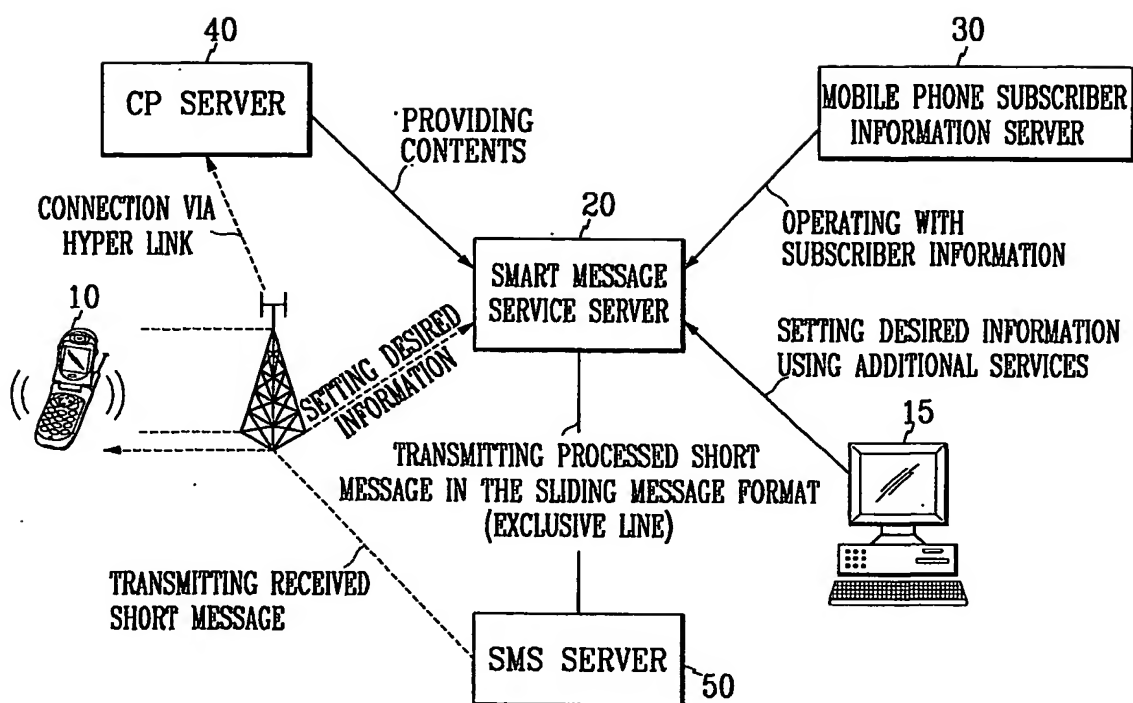 40
CP SERVER
30
MOBILE PHONE SUBSCRIBER
INFORMATION SERVER
PROVIDING
CONTENTS
CONNECTION VIA
HYPER LINK
20
SMART MESSAGE
SERVICE SERVER
OPERATING WITH
SUBSCRIBER INFORMATION
10
SETTING DESIRED
INFORMATION
SETTING DESIRED INFORMATION
USING ADDITIONAL SERVICES
15
TRANSMITTING PROCESSED SHORT
MESSAGE IN THE SLIDING MESSAGE FORMAT
(EXCLUSIVE LINE)
TRANSMITTING RECEIVED
SHORT MESSAGE
SMS SERVER
50